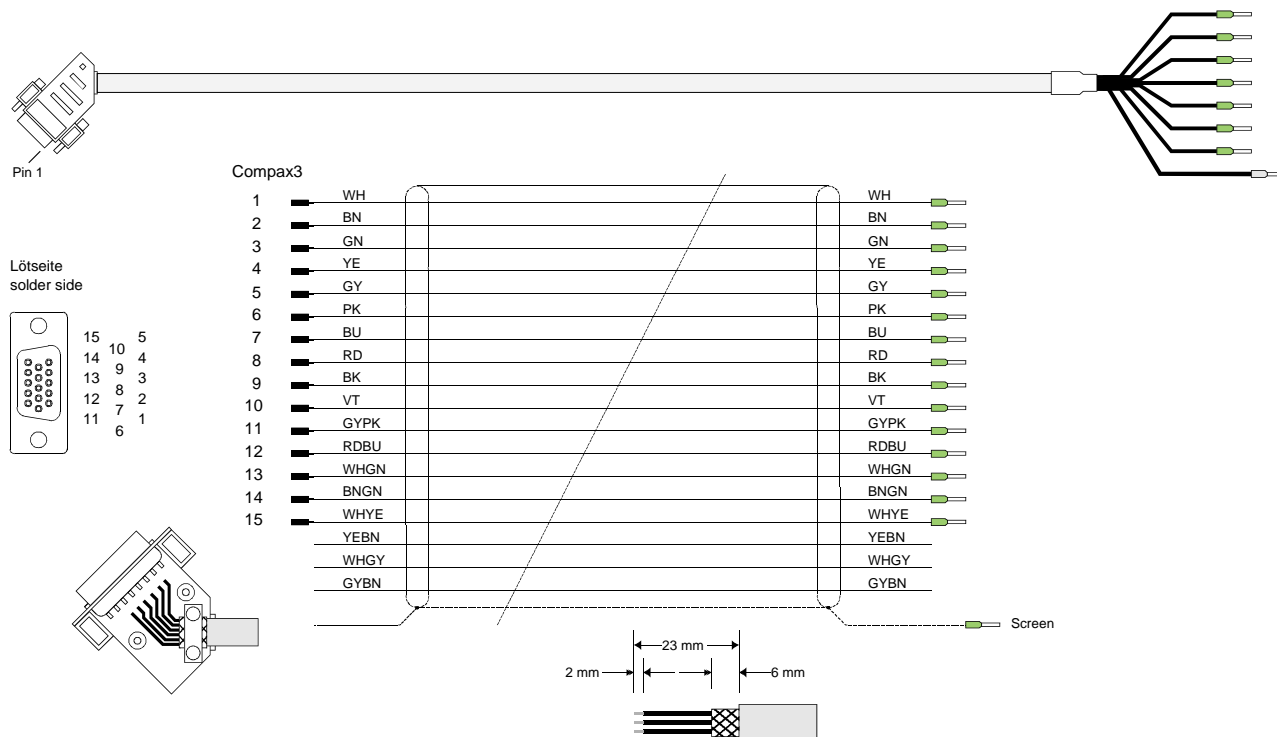 Pin 1
Compax3
1 WH WH
2 BN BN
3 GN GN
4 YE YE
5 GY GY
6 PK PK
7 BU BU
8 RD RD
9 BK BK
10 VT VT
11 GYPK GYPK
12 RDBU RDBU
13 WHGN WHGN
14 BNGN BNGN
15 WHYE WHYE
YEBN YEBN
WHGY WHGY
GYBN GYBN
Screen
Lötseite
solder side
15 5
10
14 4
9
13 3
8
12 2
7
11 1
6
23 mm
2 mm 6 mm